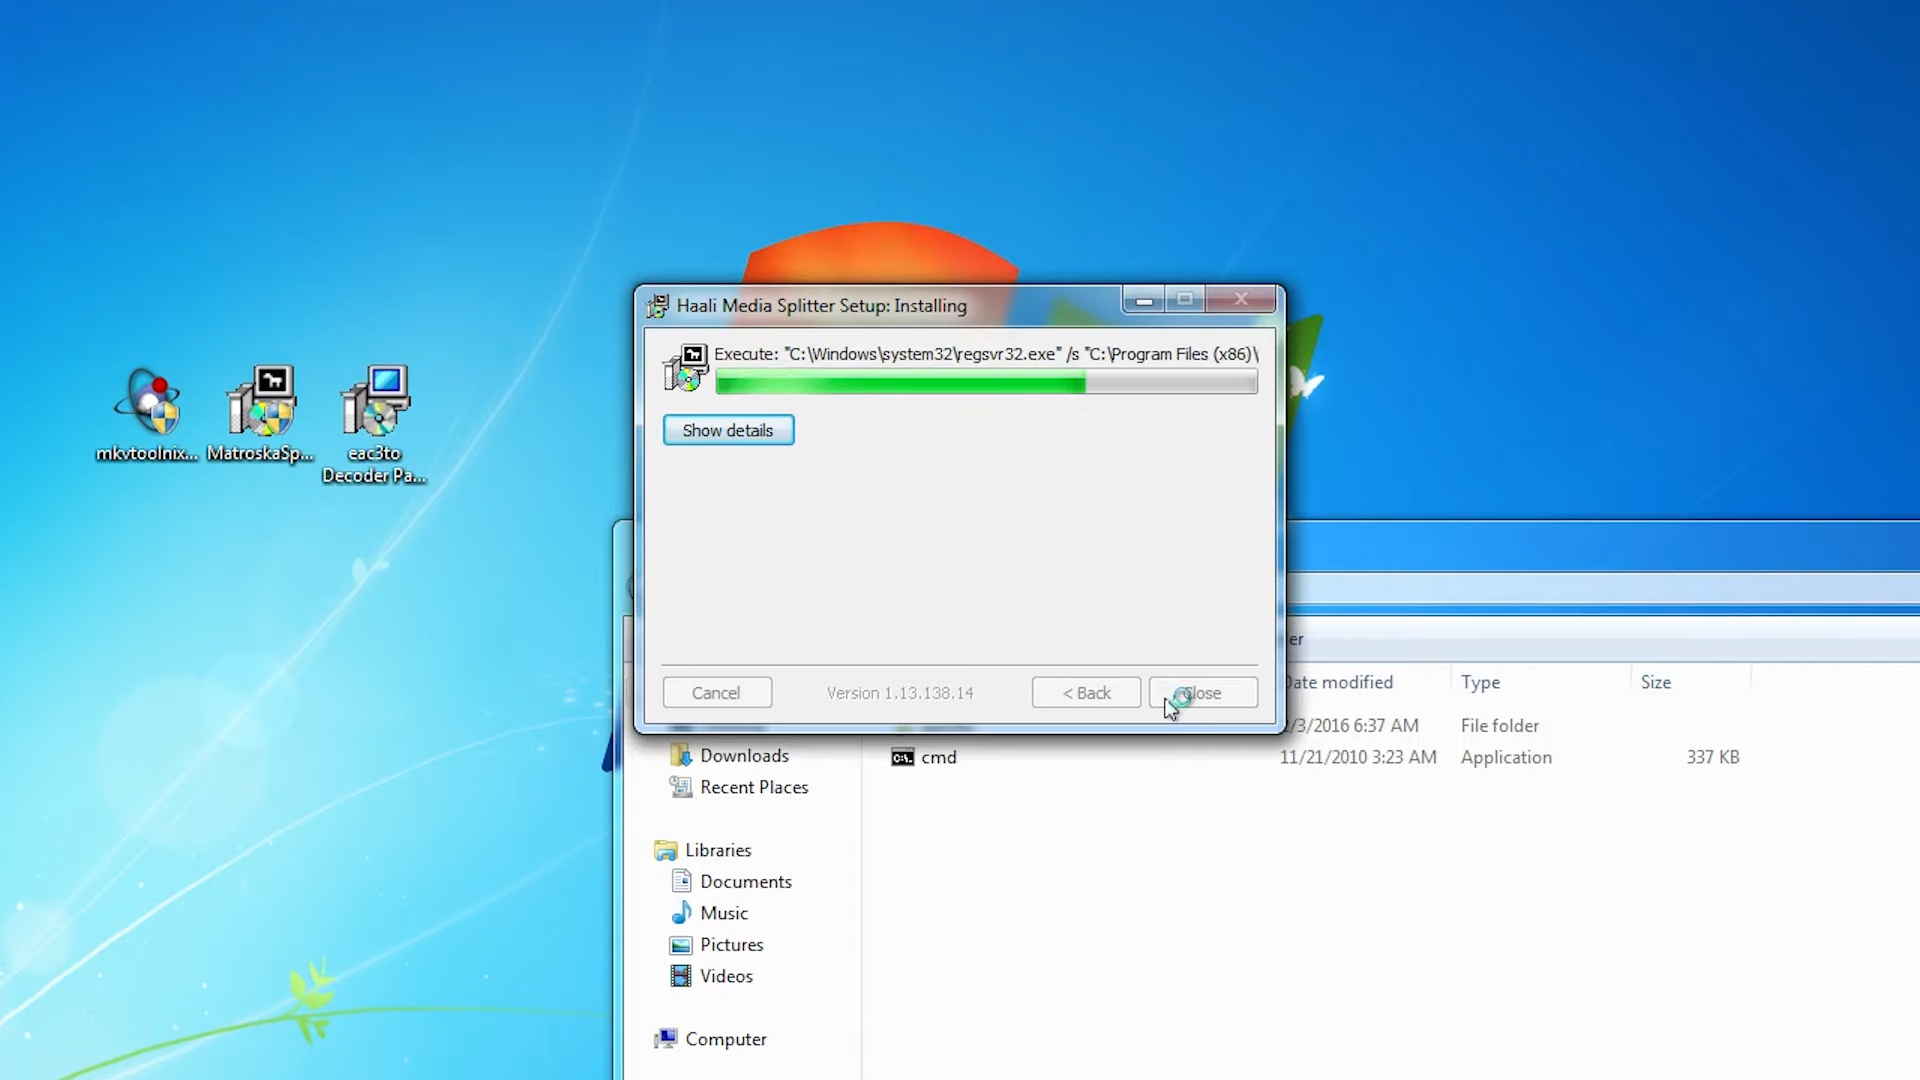 mkvtoolnix...
MatroskaSp...
eac3to
Decoder Pa...
Haali Media Splitter Setup: Installing
Execute: "C:\Windows\system32\regsvr32.exe" /s "C:\Program Files (x86)\
Show details
Cancel
Version 1.13.138.14
< Back
Close
er
Date modified
Type
Size
/3/2016 6:37 AM
File folder
Downloads
cmd
11/21/2010 3:23 AM
Application
337 KB
Recent Places
Libraries
Documents
Music
Pictures
Videos
Computer